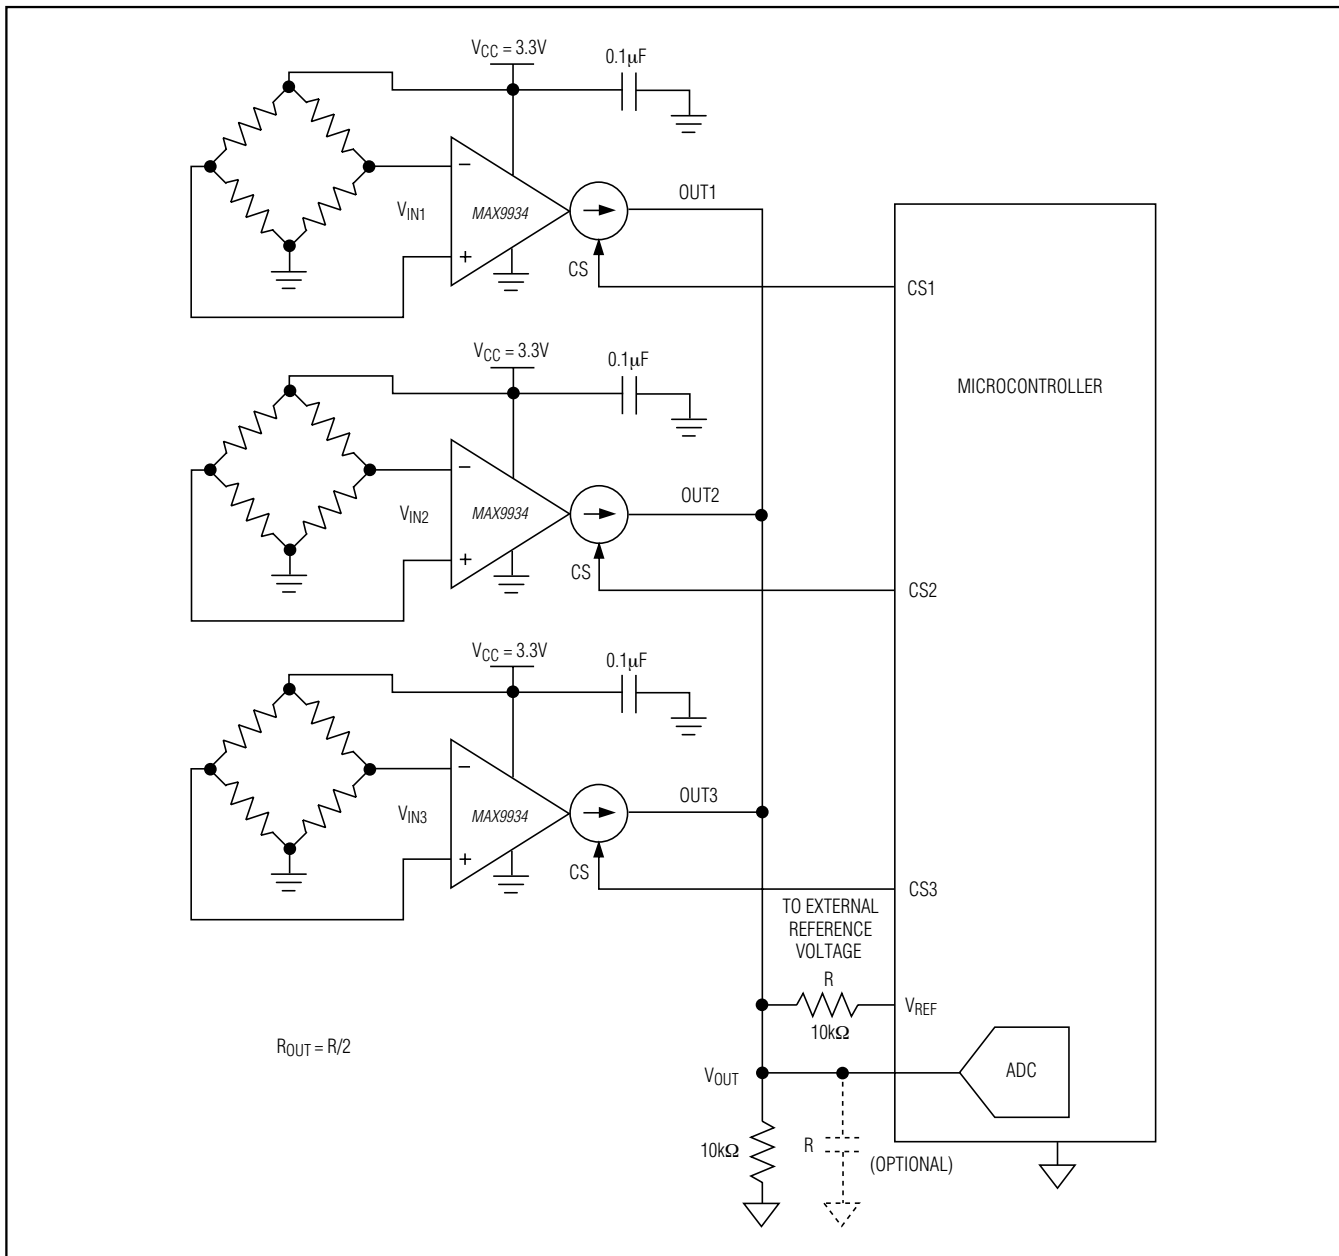 V_CC = 3.3V
0.1μF
V_IN1
−
MAX9934
+
OUT1
CS
CS1
V_CC = 3.3V
0.1μF
MICROCONTROLLER
V_IN2
−
MAX9934
+
OUT2
CS
CS2
V_CC = 3.3V
0.1μF
V_IN3
−
MAX9934
+
OUT3
CS
CS3
TO EXTERNAL
REFERENCE
VOLTAGE
R
10kΩ
V_REF
R_OUT = R/2
V_OUT
ADC
10kΩ
R
(OPTIONAL)